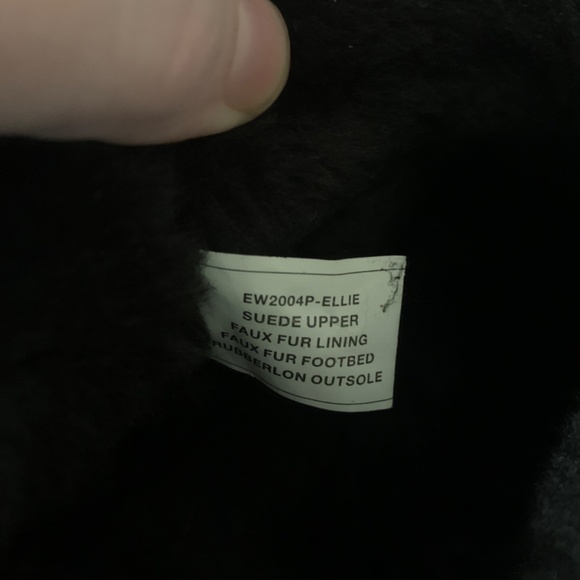 EW2004P-ELLIE
SUEDE UPPER
FAUX FUR LINING
FAUX FUR FOOTBED
RUBBERLON OUTSOLE